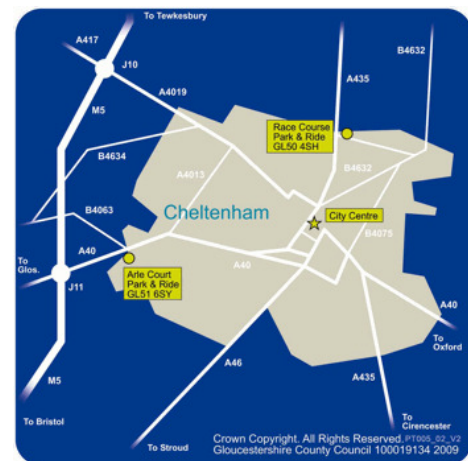 To Tewkesbury
A417
J10
A435
B4632
M5
A4019
Race Course
Park & Ride
GL50 4SH
B4634
A4013
B4632
B4063
Cheltenham
City Centre
To
Glos.
A40
B4075
J11
Arle Court
Park & Ride
GL51 6SY
A40
A40
To
Oxford
M5
A46
A435
To Bristol
To
Cirencester
To Stroud
Crown Copyright. All Rights Reserved. PT005_02_V2
Gloucestershire County Council 100019134 2009